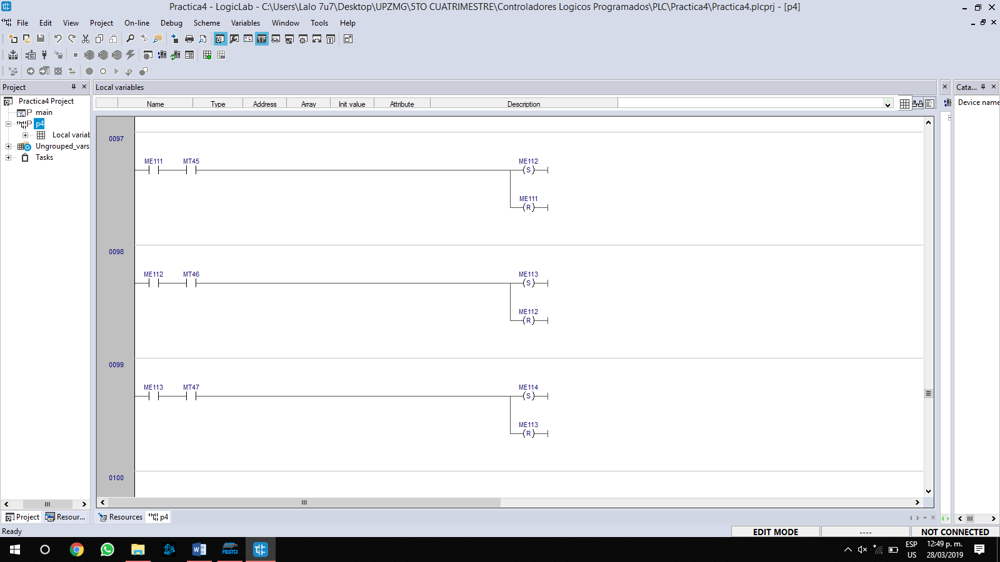 Practica4 - LogicLab - C:\Users\Lalo 7u7\Desktop\UPZMG\5TO CUATRIMESTRE\Controladores Logicos Programados\PLC\Practica4\Practica4.plcprj - [p4]
File Edit View Project On-line Debug Scheme Variables Window Tools Help
Project
Local variables
Cata...
Name Type Address Array Init value Attribute Description
Device name
Practica4 Project
main
p4
Local variab
Ungrouped_vars
Tasks
0097
ME111 MT45 ME112
S
ME111
R
0098
ME112 MT46 ME113
S
ME112
R
0099
ME113 MT47 ME114
S
ME113
R
0100
Project Resour... Resources p4
Ready
EDIT MODE ---- NOT CONNECTED
FESTO
ESP
US
12:49 p. m.
28/03/2019